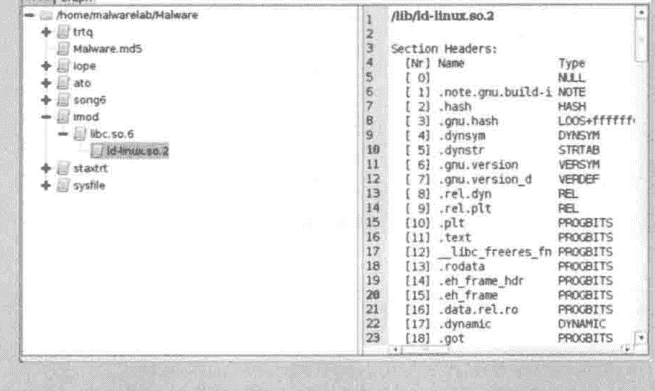 /home/malwarelab/Malware
trtq
Malware.md5
iope
ato
song6
imod
libc.so.6
ld-linux.so.2
staxtrt
sysfile
1 /lib/ld-linux.so.2
2
3 Section Headers:
4 [Nr] Name Type
5 [ 0] NULL
6 [ 1] .note.gnu.build-i NOTE
7 [ 2] .hash HASH
8 [ 3] .gnu.hash LOOS+ffffff
9 [ 4] .dynsym DYNSYM
10 [ 5] .dynstr STRTAB
11 [ 6] .gnu.version VERSYM
12 [ 7] .gnu.version_d VERDEF
13 [ 8] .rel.dyn REL
14 [ 9] .rel.plt REL
15 [10] .plt PROGBITS
16 [11] .text PROGBITS
17 [12] __libc_freeres_fn PROGBITS
18 [13] .rodata PROGBITS
19 [14] .eh_frame_hdr PROGBITS
20 [15] .eh_frame PROGBITS
21 [16] .data.rel.ro PROGBITS
22 [17] .dynamic DYNAMIC
23 [18] .got PROGBITS